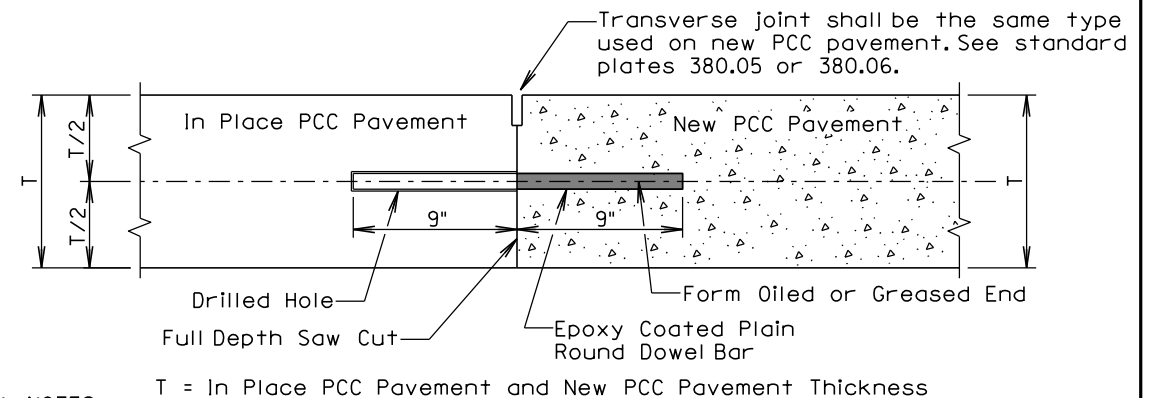 Transverse joint shall be the same type
used on new PCC pavement. See standard
plates 380.05 or 380.06.
In Place PCC Pavement
New PCC Pavement
T
T/2
T/2
T
9"
9"
Drilled Hole
Form Oiled or Greased End
Full Depth Saw Cut
Epoxy Coated Plain
Round Dowel Bar
T = In Place PCC Pavement and New PCC Pavement Thickness